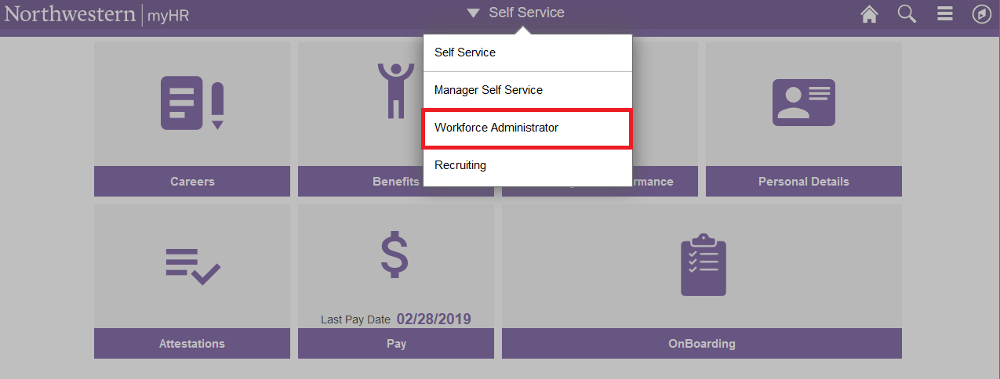 Northwestern | myHR
Self Service
Self Service
Manager Self Service
Workforce Administrator
Recruiting
Careers
Benefits
rmance
Personal Details
Last Pay Date 02/28/2019
Attestations
Pay
OnBoarding